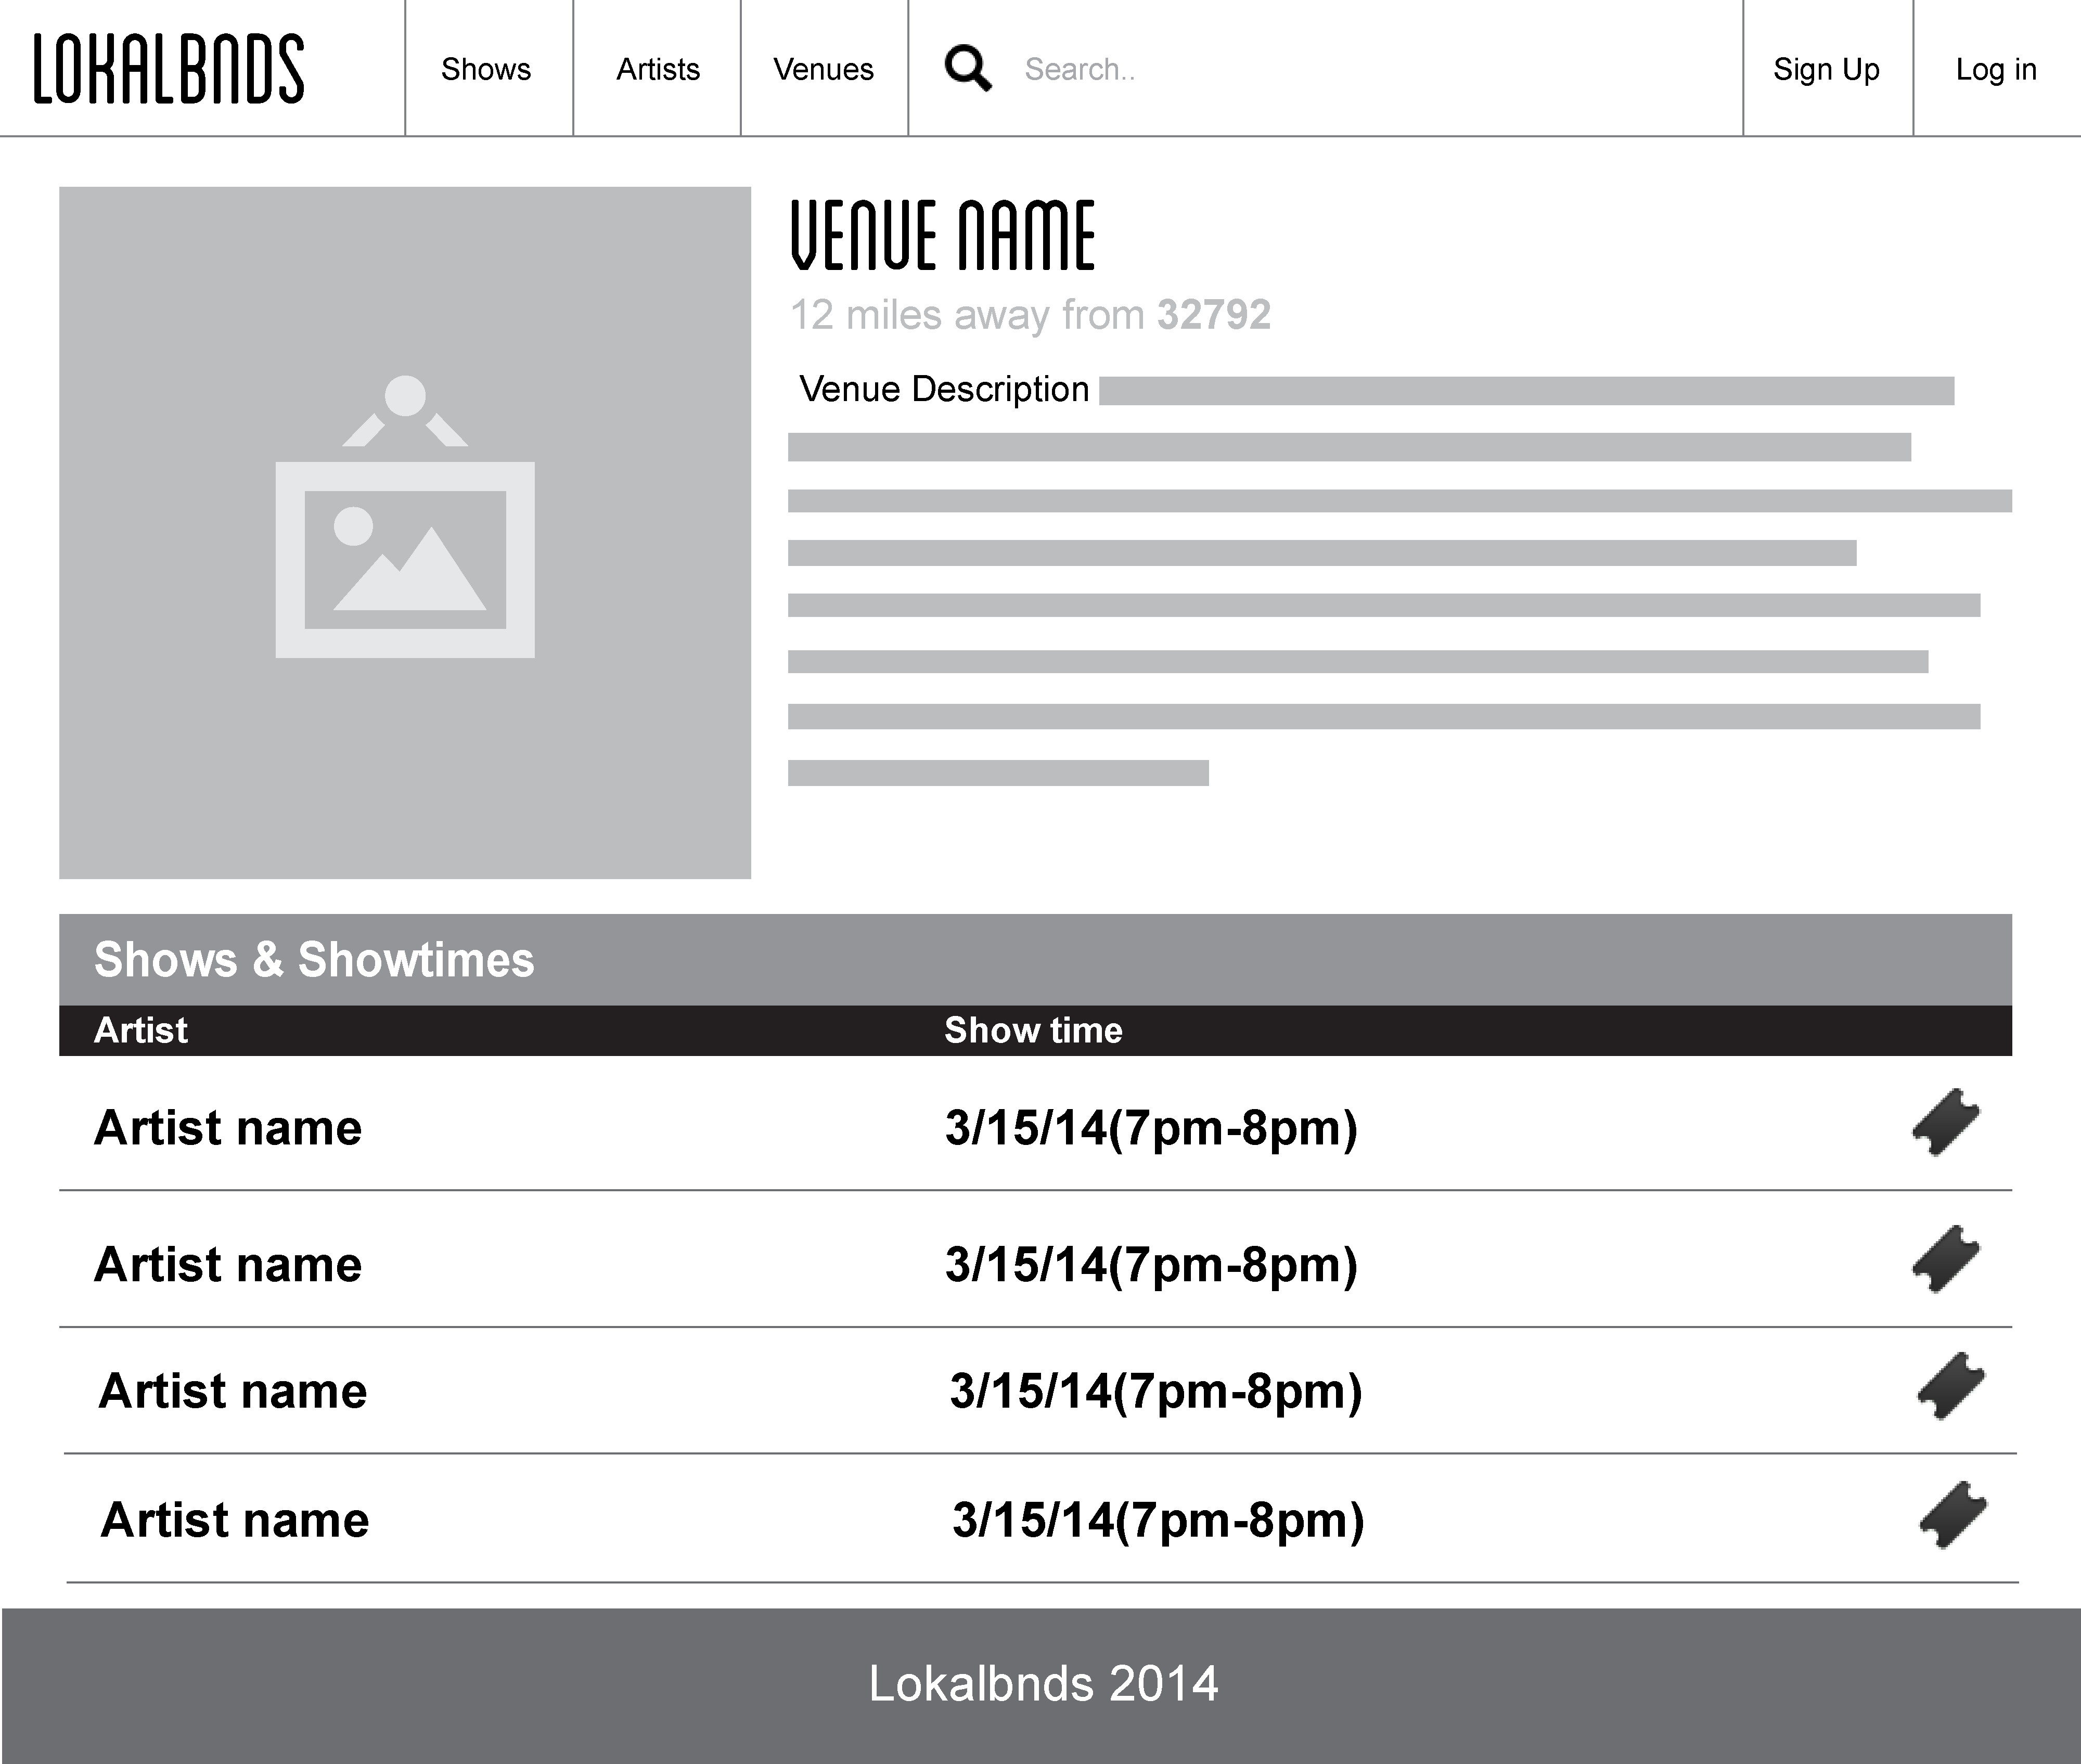 LOKALBNDS
Shows
Artists
Venues
Search..
Sign Up
Log in
VENUE NAME
12 miles away from 32792
Venue Description
Shows & Showtimes
Artist Show time
Artist name 3/15/14(7pm-8pm)
Artist name 3/15/14(7pm-8pm)
Artist name 3/15/14(7pm-8pm)
Artist name 3/15/14(7pm-8pm)
Lokalbnds 2014